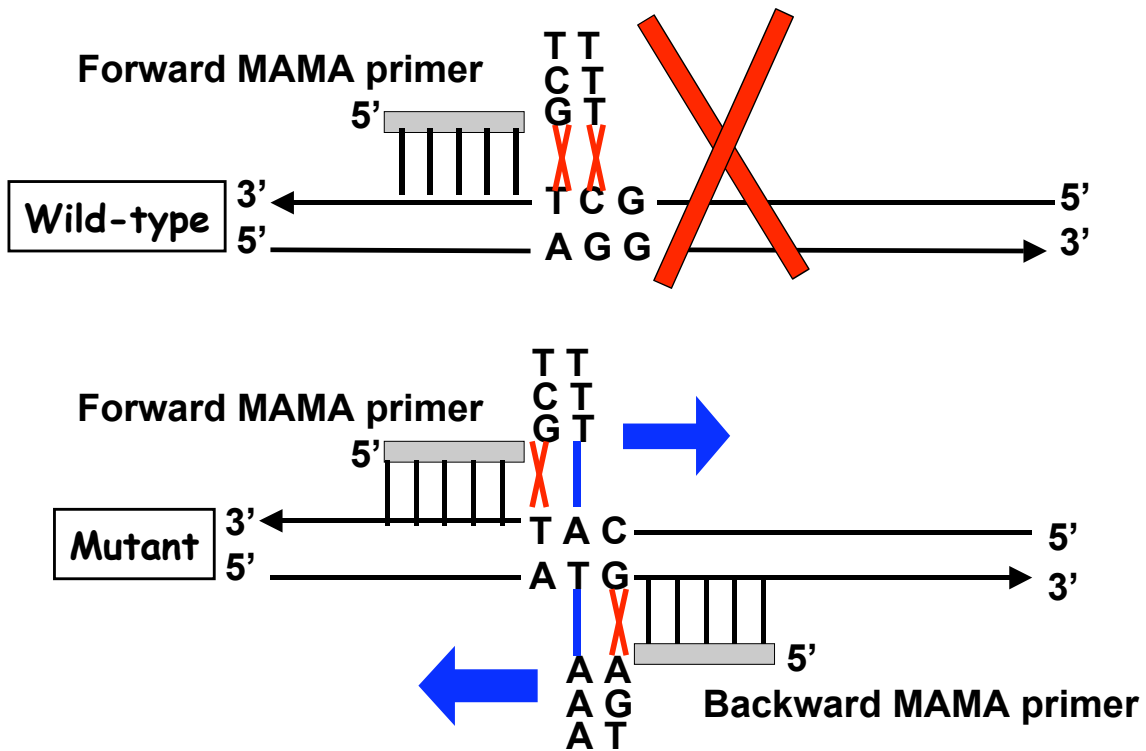 T T
Forward MAMA primer
C T
5’
G T
3’
T C G
5’
Wild-type
5’
A G G
3’
T T
Forward MAMA primer
C T
5’
G T
3’
T A C
5’
Mutant
5’
A T G
3’
A A
5’
A G
Backward MAMA primer
A T